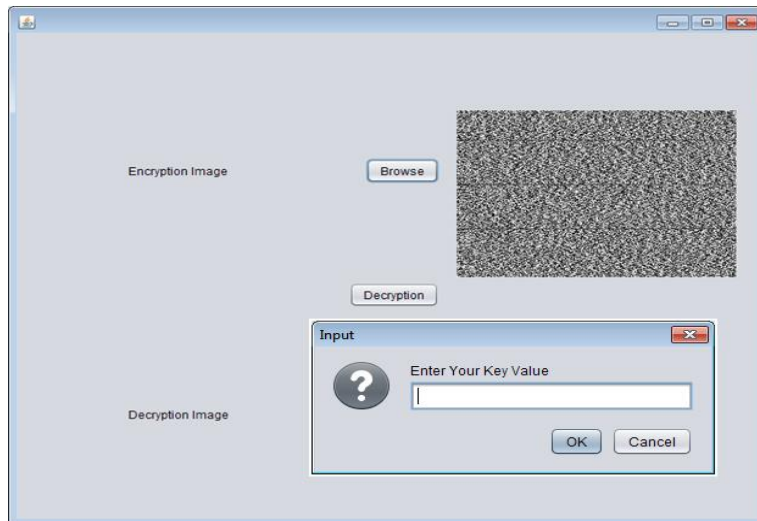 Encryption Image
Browse
Decryption
Input
Enter Your Key Value
Decryption Image
OK
Cancel